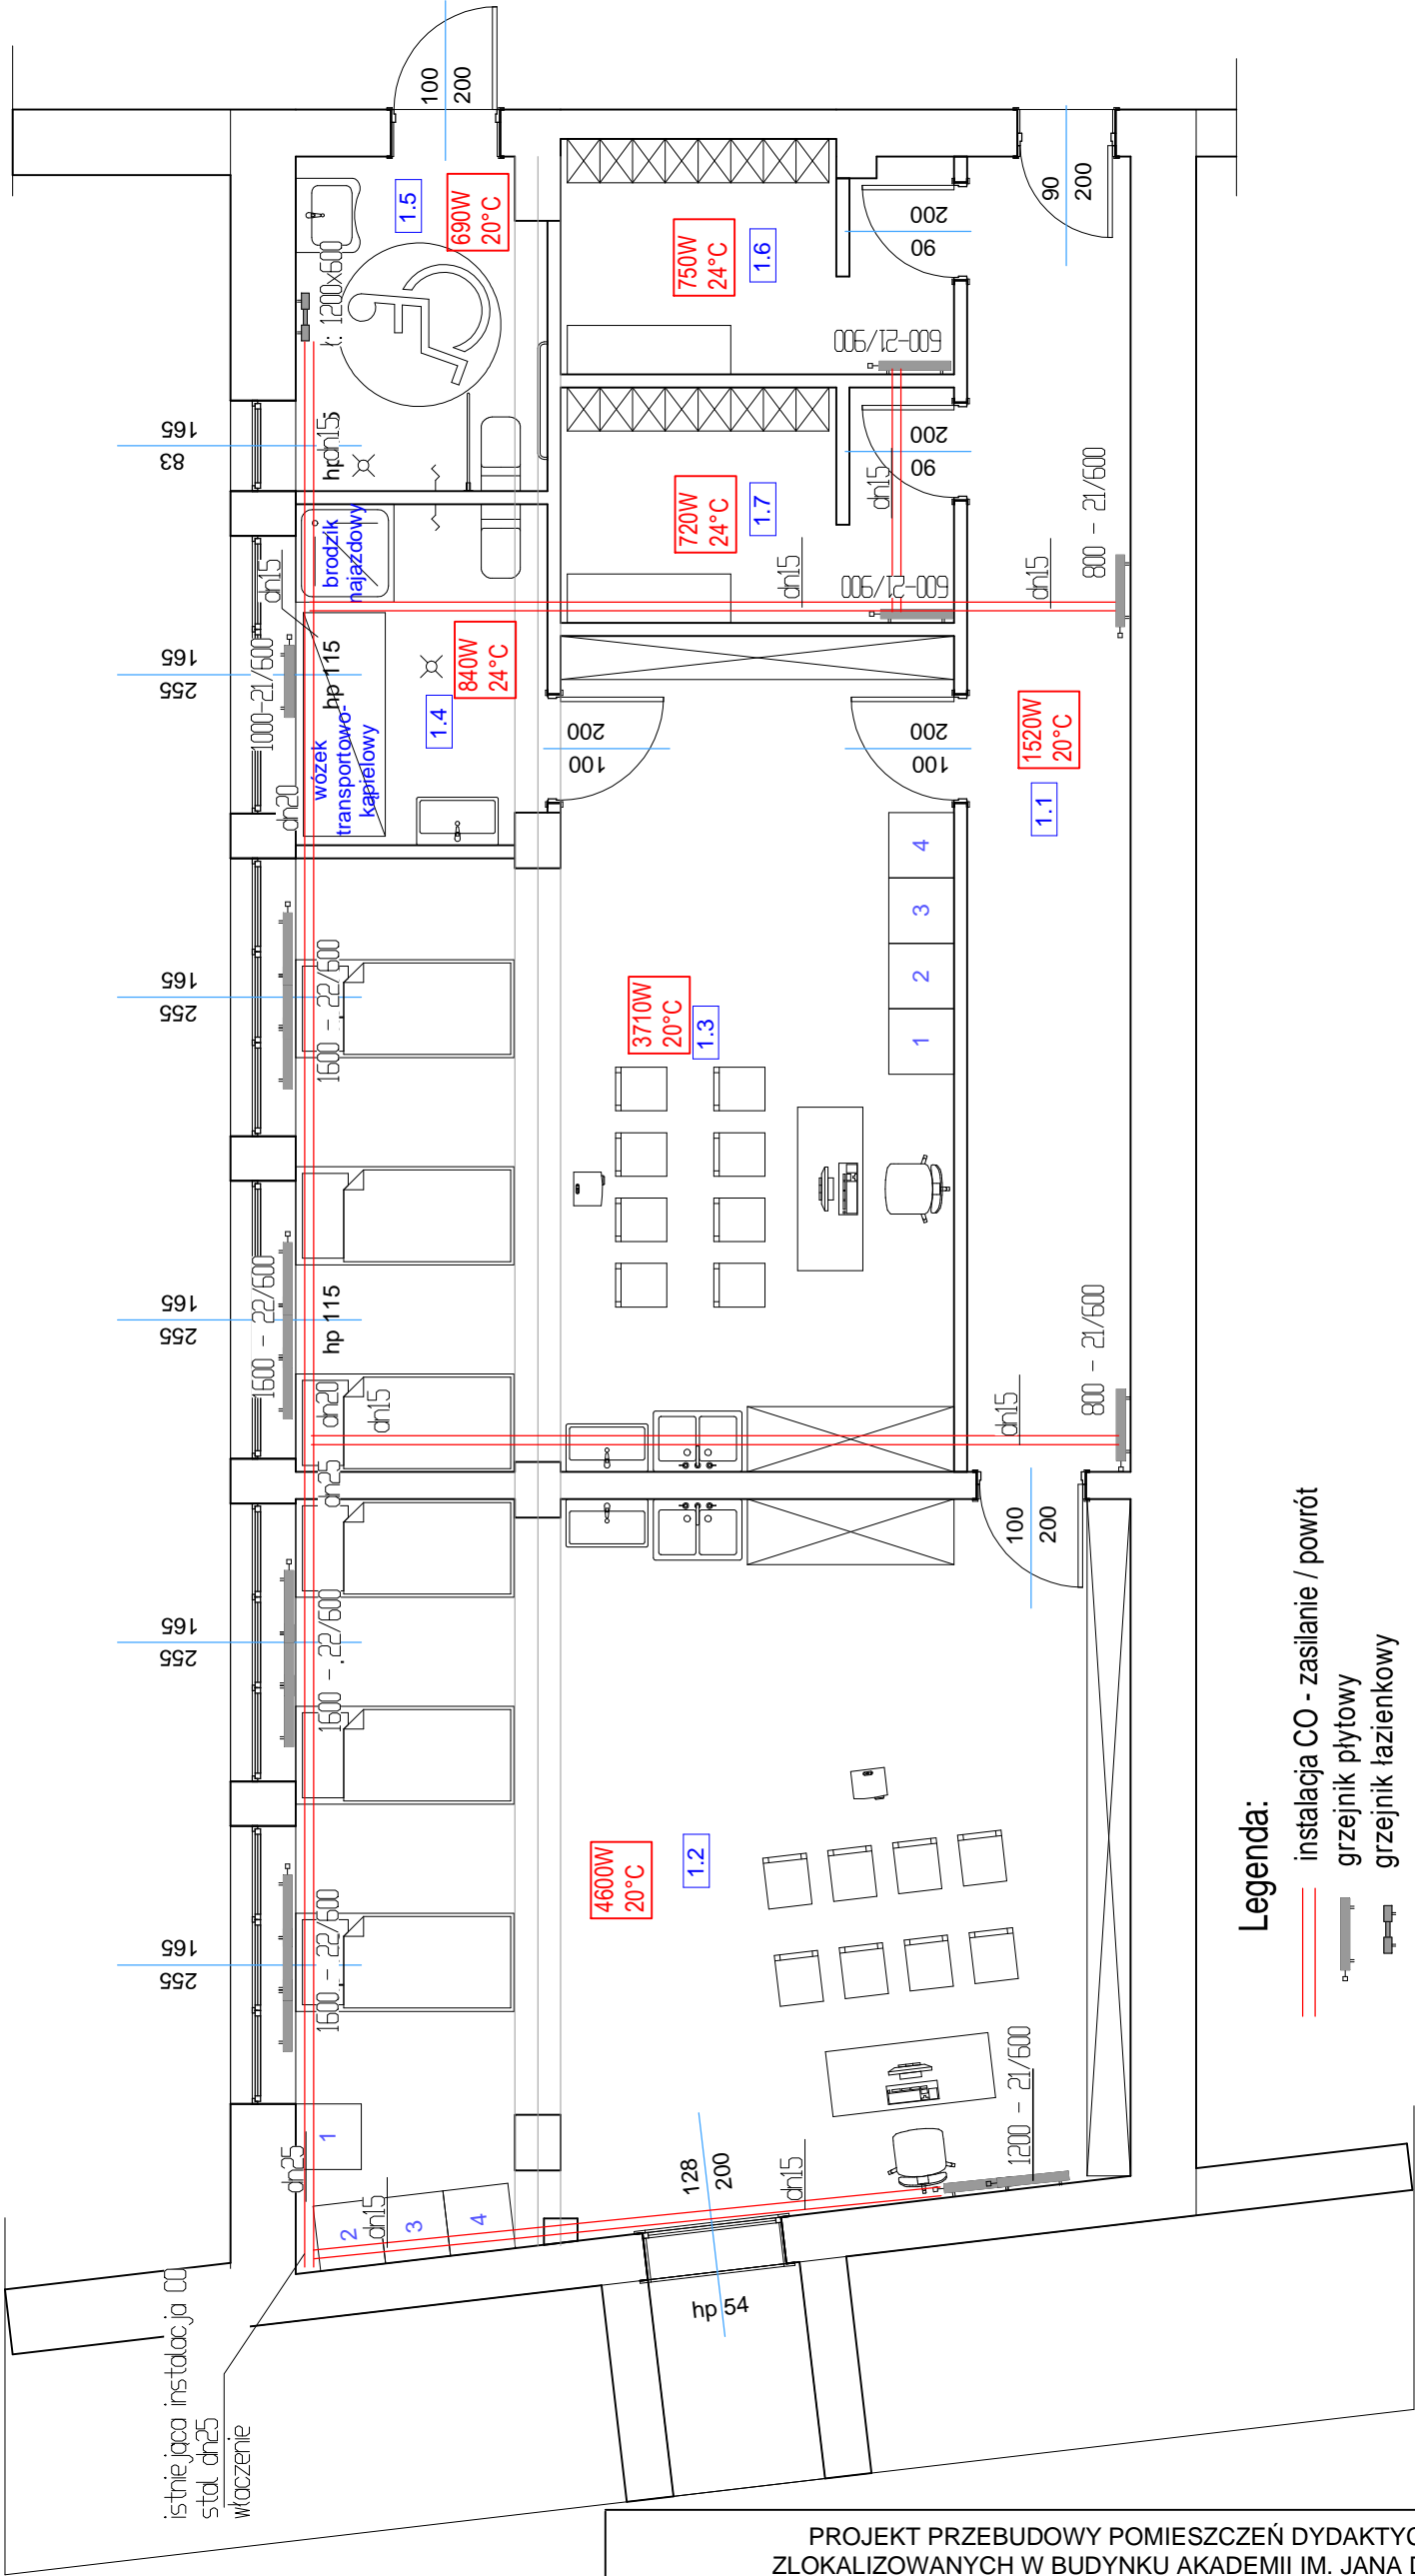 istniejąca instalacja CO
stal dn25
włączenie
165
255
165
255
165
255
165
255
165
255
165
83
100
200
1600 - 22/600
1600 - 22/600
1600 - 22/600
1600 - 22/600
1000-21/600
k: 1200x600
dn25
dn25
dn20
dn15
dn20
dn15
dn15
hp 115
hp 115
hp
brodzik
najazdowy
wózek
transportowo-
kąpielowy
1
2
3
4
dn15
4600W
20°C
1.2
3710W
20°C
1.3
840W
24°C
1.4
690W
20°C
1.5
750W
24°C
1.6
720W
24°C
1.7
1520W
20°C
1.1
1
2
3
4
200
100
200
100
200
90
200
90
90
200
100
200
128
200
hp 54
dn15
1200 - 21/600
dn15
800 - 21/600
dn15
800 - 21/600
dn15
600-21/900
dn15
600-21/900
Legenda:
instalacja CO - zasilanie / powrót
grzejnik płytowy
grzejnik łazienkowy
PROJEKT PRZEBUDOWY POMIESZCZEŃ DYDAKTYC
ZLOKALIZOWANYCH W BUDYNKU AKADEMII IM. JANA D